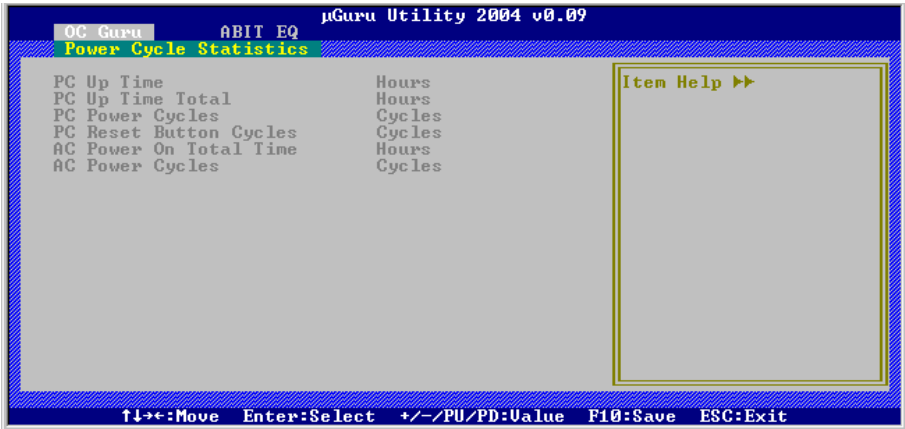 µGuru Utility 2004 v0.09
OC Guru ABIT EQ
Power Cycle Statistics
PC Up Time Hours
PC Up Time Total Hours
PC Power Cycles Cycles
PC Reset Button Cycles Cycles
AC Power On Total Time Hours
AC Power Cycles Cycles
Item Help ▶▶
↑↓→←:Move Enter:Select +/-/PU/PD:Value F10:Save ESC:Exit